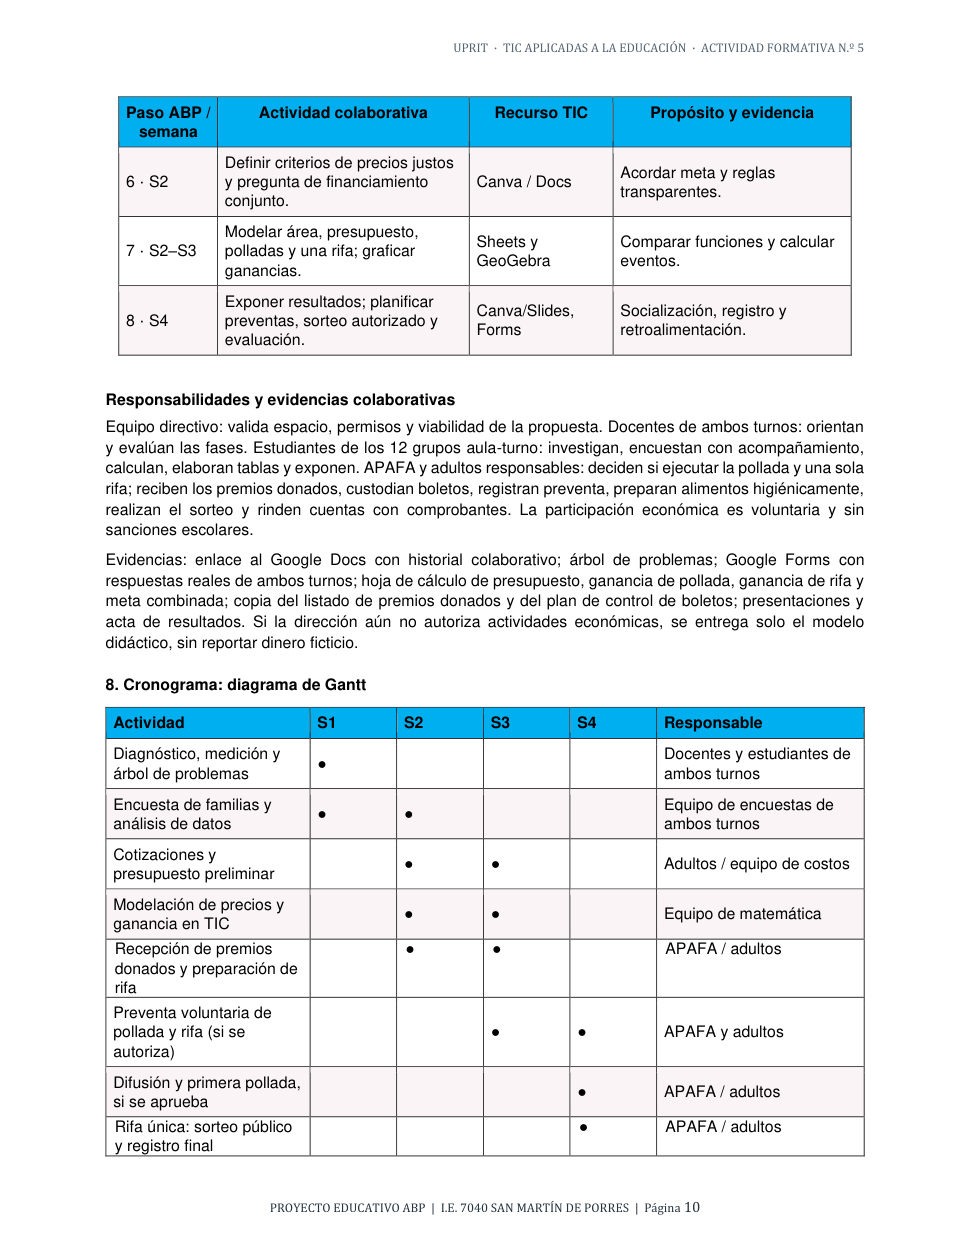 UPRIT · TIC APLICADAS A LA EDUCACIÓN · ACTIVIDAD FORMATIVA N.º 5
Paso ABP / semana | Actividad colaborativa | Recurso TIC | Propósito y evidencia
6 · S2 | Definir criterios de precios justos y pregunta de financiamiento conjunto. | Canva / Docs | Acordar meta y reglas transparentes.
7 · S2–S3 | Modelar área, presupuesto, polladas y una rifa; graficar ganancias. | Sheets y GeoGebra | Comparar funciones y calcular eventos.
8 · S4 | Exponer resultados; planificar preventas, sorteo autorizado y evaluación. | Canva/Slides, Forms | Socialización, registro y retroalimentación.
Responsabilidades y evidencias colaborativas
Equipo directivo: valida espacio, permisos y viabilidad de la propuesta. Docentes de ambos turnos: orientan
y evalúan las fases. Estudiantes de los 12 grupos aula-turno: investigan, encuestan con acompañamiento,
calculan, elaboran tablas y exponen. APAFA y adultos responsables: deciden si ejecutar la pollada y una sola
rifa; reciben los premios donados, custodian boletos, registran preventa, preparan alimentos higiénicamente,
realizan el sorteo y rinden cuentas con comprobantes. La participación económica es voluntaria y sin
sanciones escolares.
Evidencias: enlace al Google Docs con historial colaborativo; árbol de problemas; Google Forms con
respuestas reales de ambos turnos; hoja de cálculo de presupuesto, ganancia de pollada, ganancia de rifa y
meta combinada; copia del listado de premios donados y del plan de control de boletos; presentaciones y
acta de resultados. Si la dirección aún no autoriza actividades económicas, se entrega solo el modelo
didáctico, sin reportar dinero ficticio.
8. Cronograma: diagrama de Gantt
Actividad | S1 | S2 | S3 | S4 | Responsable
Diagnóstico, medición y árbol de problemas | ● | | | | Docentes y estudiantes de ambos turnos
Encuesta de familias y análisis de datos | ● | ● | | | Equipo de encuestas de ambos turnos
Cotizaciones y presupuesto preliminar | | ● | ● | | Adultos / equipo de costos
Modelación de precios y ganancia en TIC | | ● | ● | | Equipo de matemática
Recepción de premios donados y preparación de rifa | | ● | ● | | APAFA / adultos
Preventa voluntaria de pollada y rifa (si se autoriza) | | | ● | ● | APAFA y adultos
Difusión y primera pollada, si se aprueba | | | | ● | APAFA / adultos
Rifa única: sorteo público y registro final | | | | ● | APAFA / adultos
PROYECTO EDUCATIVO ABP | I.E. 7040 SAN MARTÍN DE PORRES | Página 10